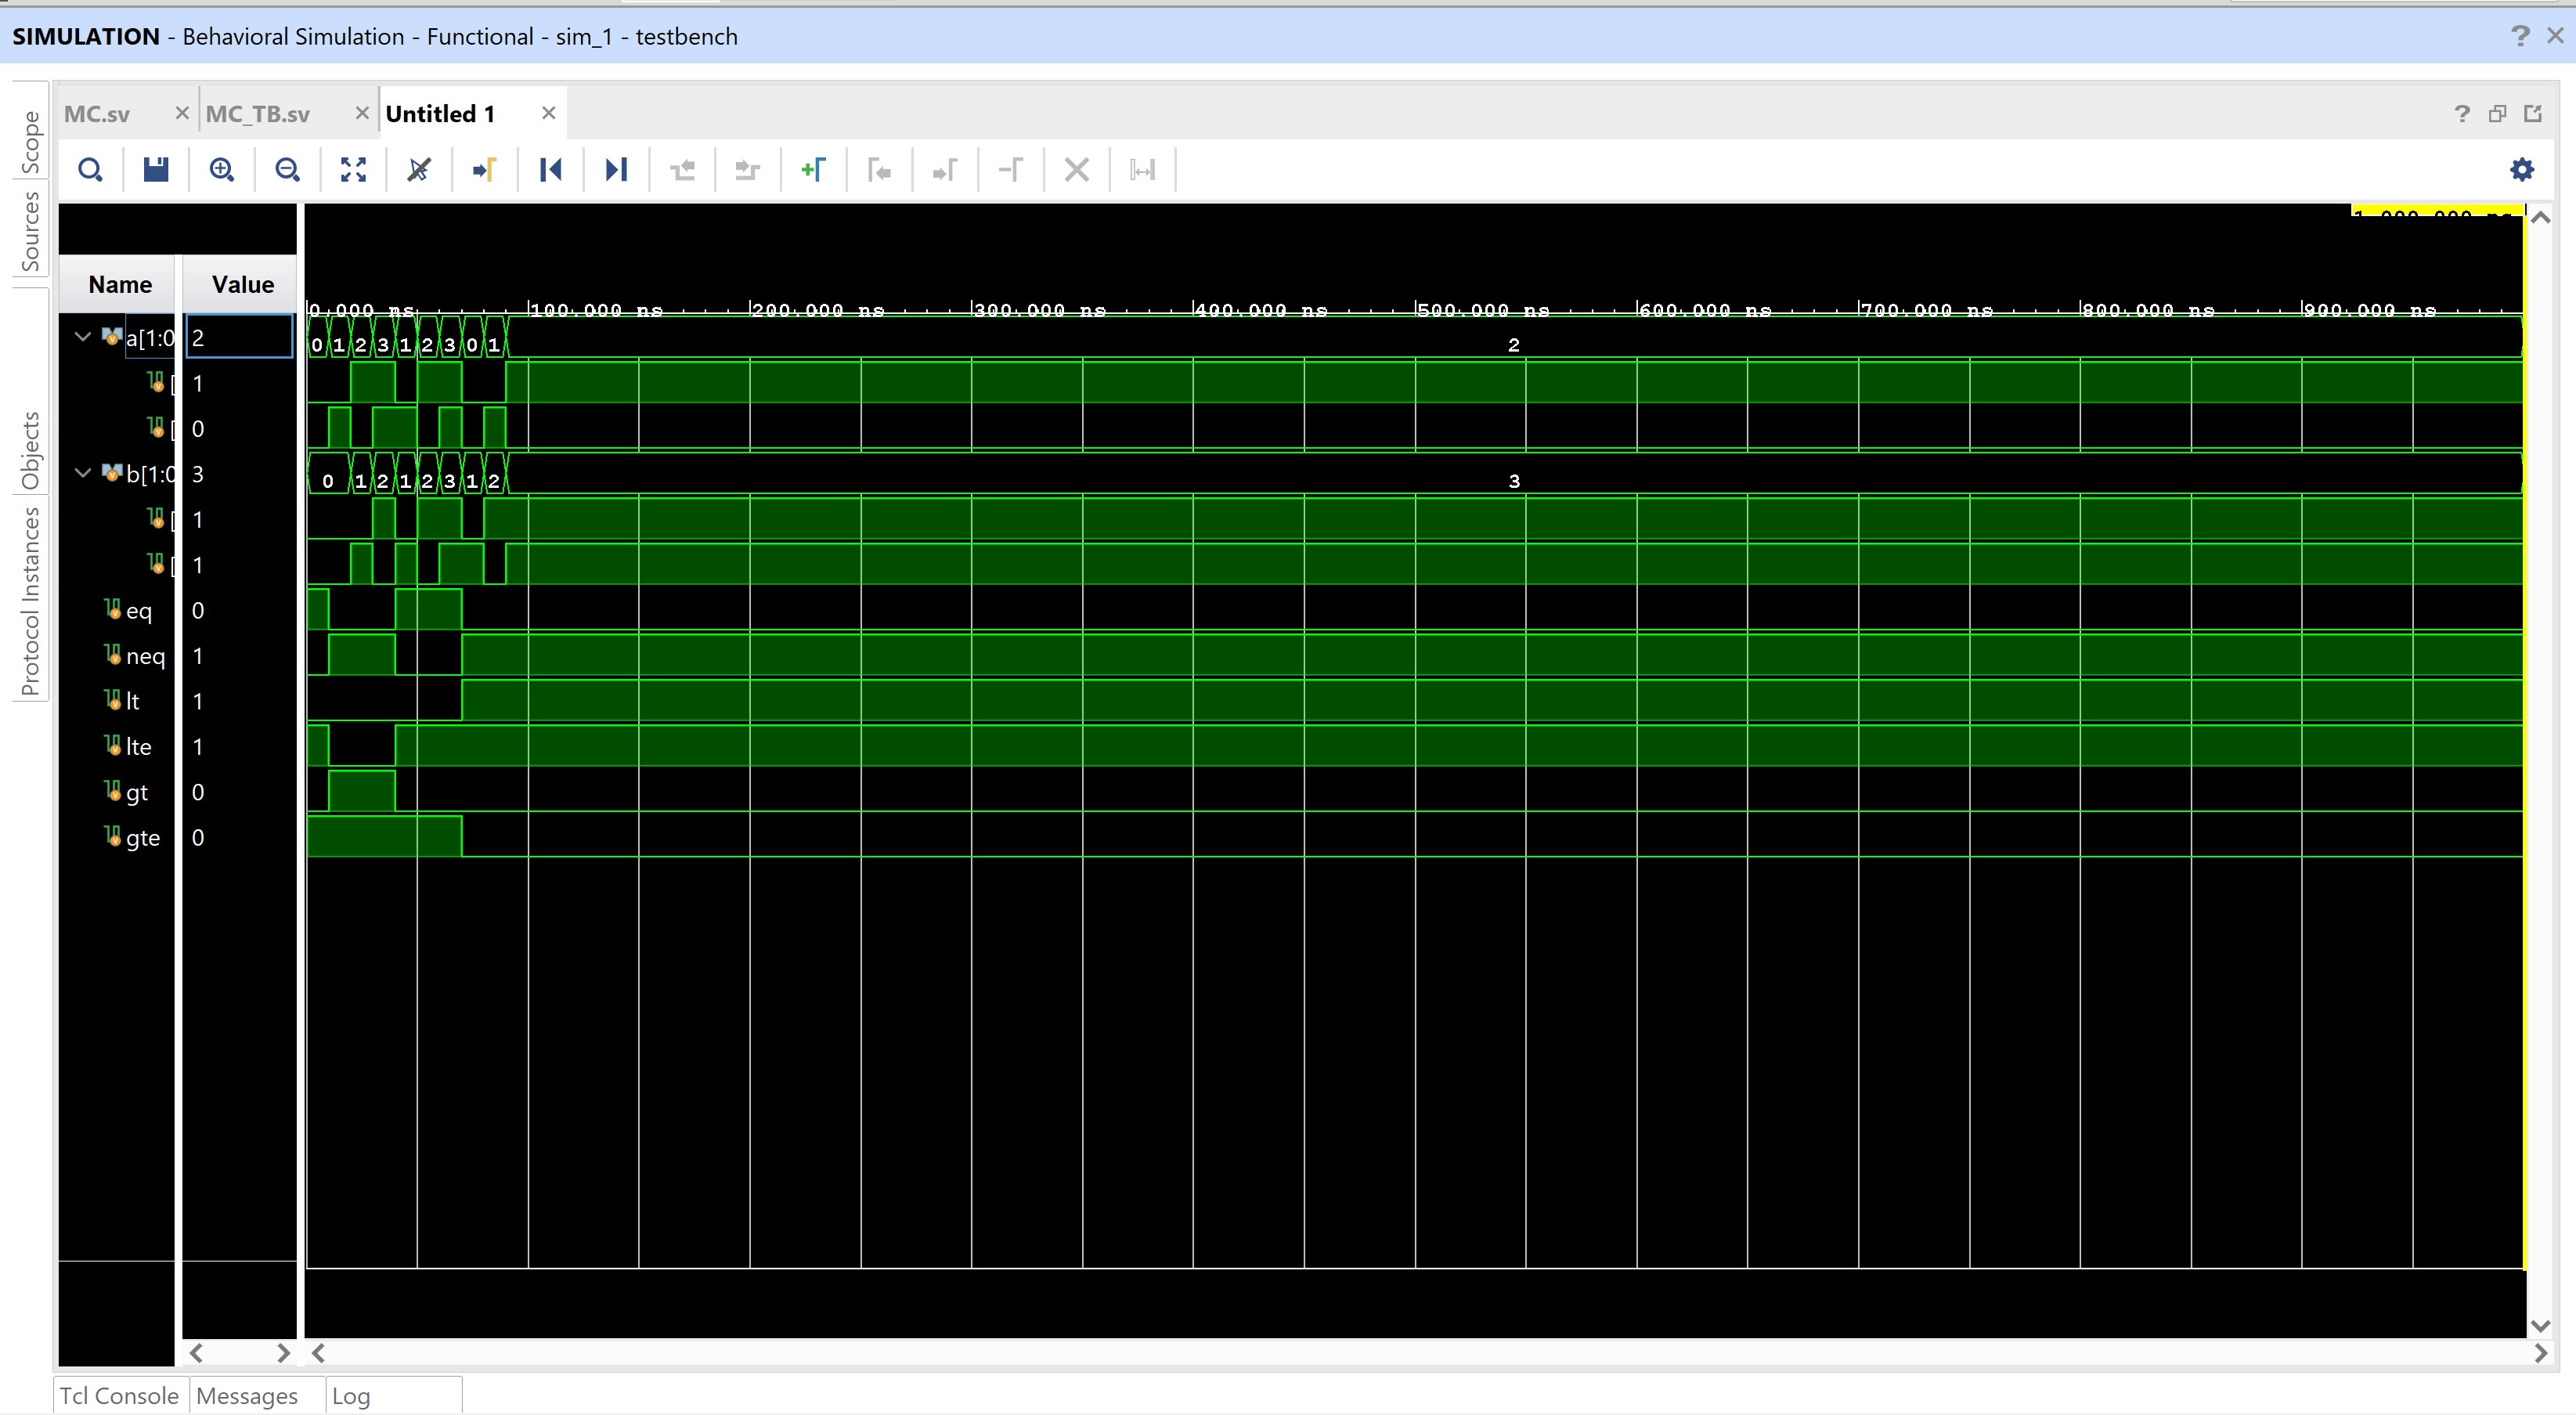 SIMULATION - Behavioral Simulation - Functional - sim_1 - testbench
Scope
Sources
Objects
Protocol Instances
MC.sv
MC_TB.sv
Untitled 1
Name Value
0.000 ns 100.000 ns 200.000 ns 300.000 ns 400.000 ns 500.000 ns 600.000 ns 700.000 ns 800.000 ns 900.000 ns
a[1:0 2 0 1 2 3 1 2 3 0 1 2
[ 1
[ 0
b[1:0 3 0 1 2 1 2 3 1 2 3
[ 1
[ 1
eq 0
neq 1
lt 1
lte 1
gt 0
gte 0
Tcl Console Messages Log